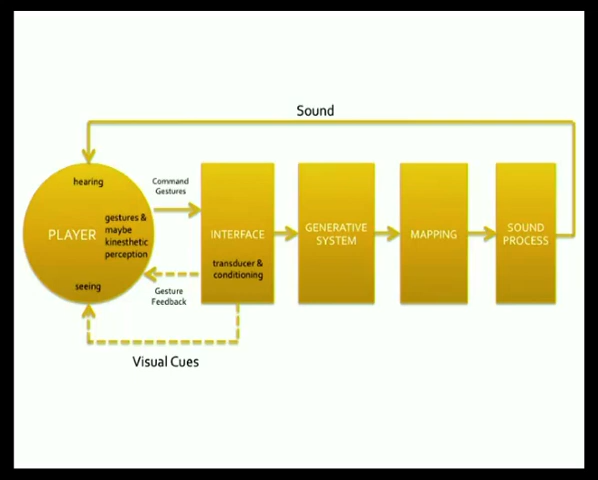 Sound
hearing
Command
Gestures
PLAYER
gestures &
maybe
kinesthetic
perception
seeing
INTERFACE
transducer &
conditioning
GENERATIVE
SYSTEM
MAPPING
SOUND
PROCESS
Gesture
Feedback
Visual Cues